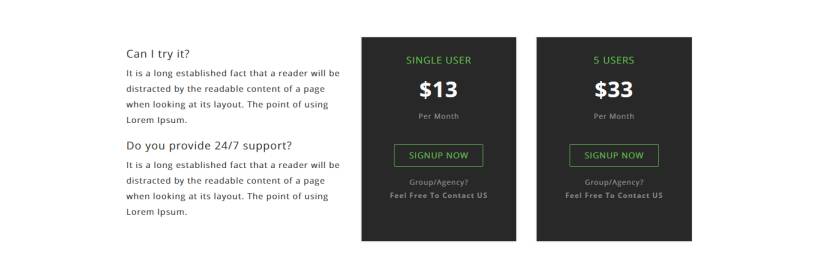 Can I try it?
It is a long established fact that a reader will be
distracted by the readable content of a page
when looking at its layout. The point of using
Lorem Ipsum.
Do you provide 24/7 support?
It is a long established fact that a reader will be
distracted by the readable content of a page
when looking at its layout. The point of using
Lorem Ipsum.
SINGLE USER
$13
Per Month
SIGNUP NOW
Group/Agency?
Feel Free To Contact US
5 USERS
$33
Per Month
SIGNUP NOW
Group/Agency?
Feel Free To Contact US